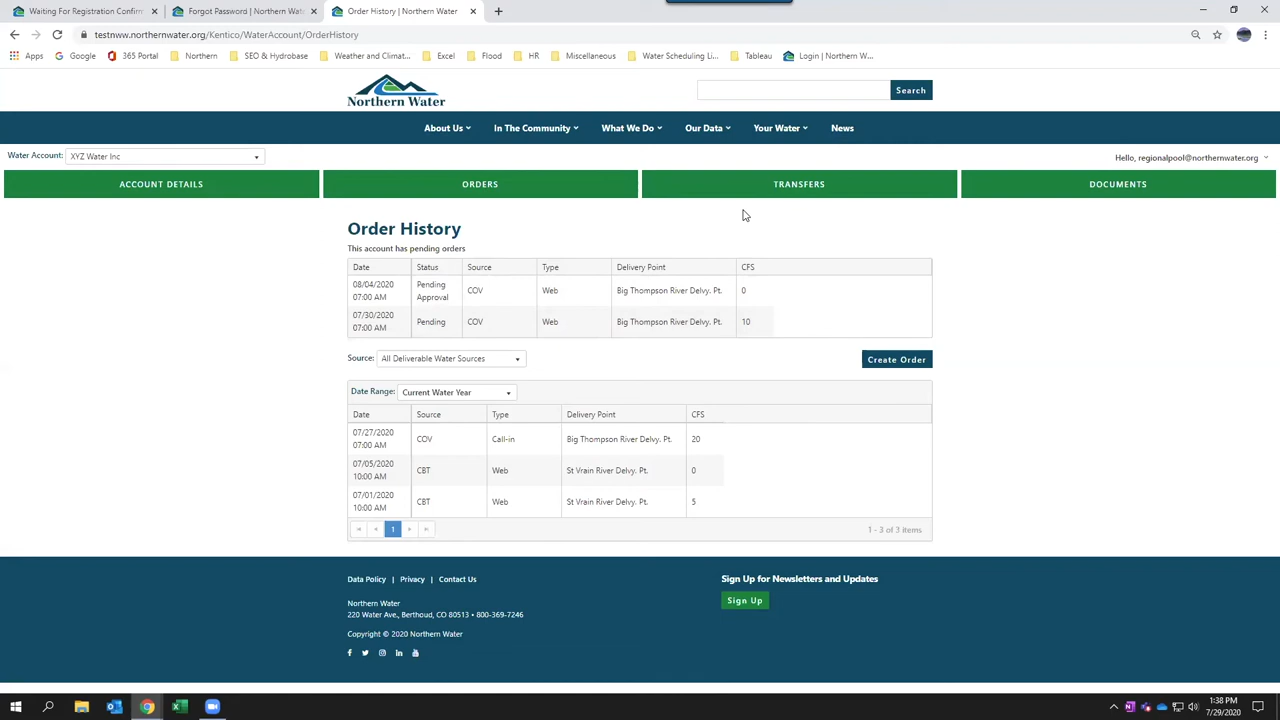 Waiting For Registration Confirm
Forgot Password | Northern Wat
Order History | Northern Water
testnww.northernwater.org/Kentico/WaterAccount/OrderHistory
Apps Google 365 Portal Northern SEO & Hydrobase Weather and Climat... Excel Flood HR Miscellaneous Water Scheduling Li... Tableau Login | Northern W...
Northern Water
Search
About Us In The Community What We Do Our Data Your Water News
Water Account: XYZ Water Inc
Hello, regionalpool@northernwater.org
ACCOUNT DETAILS ORDERS TRANSFERS DOCUMENTS
Order History
This account has pending orders
Date Status Source Type Delivery Point CFS
08/04/2020 07:00 AM Pending Approval COV Web Big Thompson River Delvy. Pt. 0
07/30/2020 07:00 AM Pending COV Web Big Thompson River Delvy. Pt. 10
Source: All Deliverable Water Sources
Create Order
Date Range: Current Water Year
Date Source Type Delivery Point CFS
07/27/2020 07:00 AM COV Call-in Big Thompson River Delvy. Pt. 20
07/05/2020 10:00 AM CBT Web St Vrain River Delvy. Pt. 0
07/01/2020 10:00 AM CBT Web St Vrain River Delvy. Pt. 5
1
1 - 3 of 3 items
Data Policy | Privacy | Contact Us
Northern Water
220 Water Ave., Berthoud, CO 80513 • 800-369-7246
Copyright © 2020 Northern Water
Sign Up for Newsletters and Updates
Sign Up
1:38 PM
7/29/2020